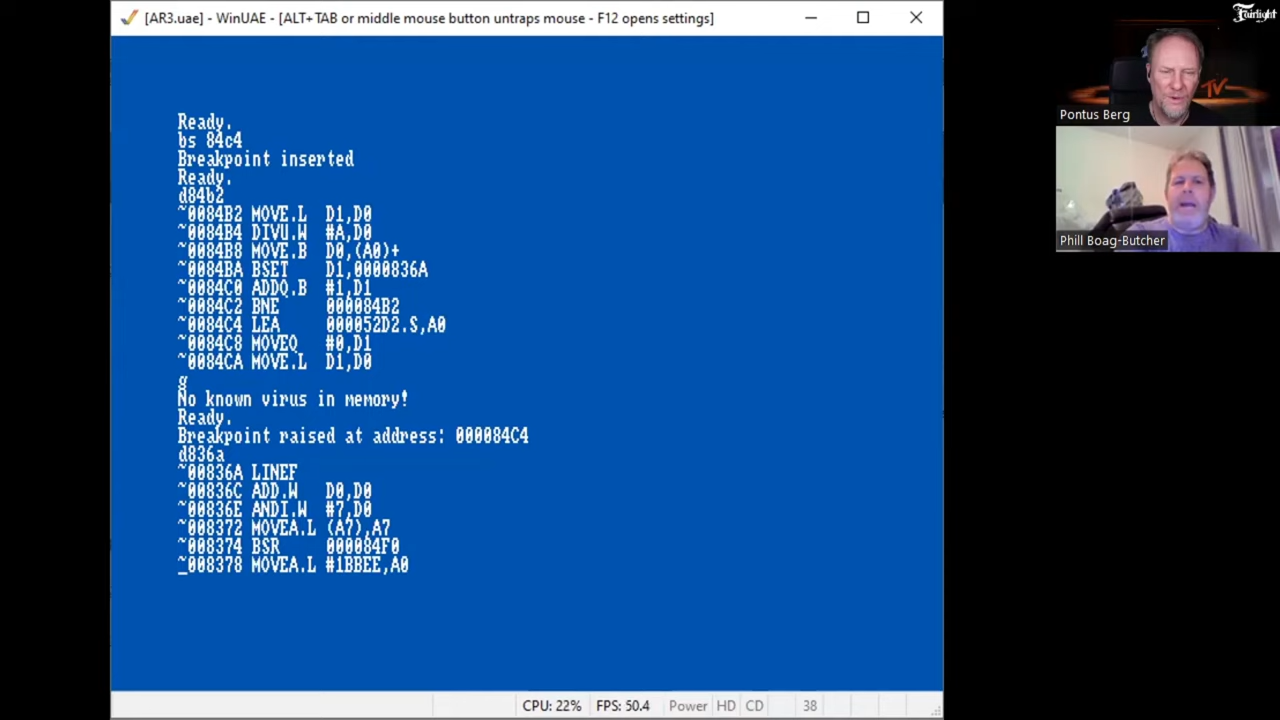 [AR3.uae] - WinUAE - [ALT+TAB or middle mouse button untraps mouse - F12 opens settings]
Ready.
bs 84c4
Breakpoint inserted
Ready.
d84b2
~0084B2 MOVE.L D1,D0
~0084B4 DIVU.W #A,D0
~0084B8 MOVE.B D0,(A0)+
~0084BA BSET D1,0000836A
~0084C0 ADDQ.B #1,D1
~0084C2 BNE 000084B2
~0084C4 LEA 000052D2.S,A0
~0084C8 MOVEQ #0,D1
~0084CA MOVE.L D1,D0
g
No known virus in memory!
Ready.
Breakpoint raised at address: 000084C4
d836a
~00836A LINEF
~00836C ADD.W D0,D0
~00836E ANDI.W #7,D0
~008372 MOVEA.L (A7),A7
~008374 BSR 000084F0
~008378 MOVEA.L #1BBEE,A0
CPU: 22% FPS: 50.4 Power HD CD 38
Fairlight
TV
Pontus Berg
Phill Boag-Butcher